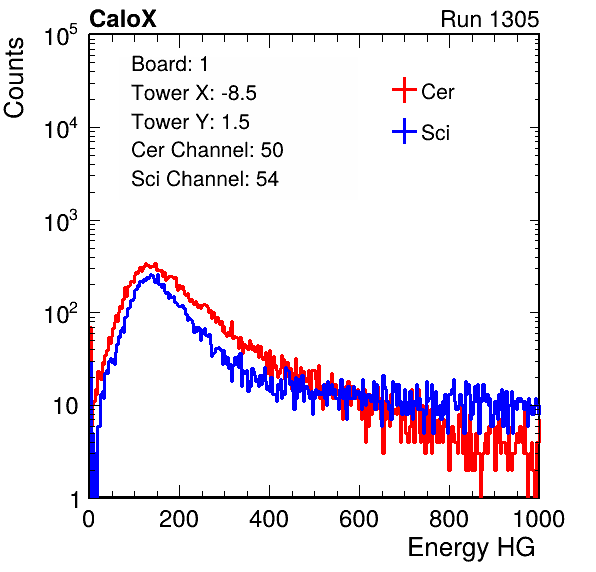 CaloX Run 1305
Counts
10^5
10^4
10^3
10^2
10
1
Board: 1
Tower X: -8.5
Tower Y: 1.5
Cer Channel: 50
Sci Channel: 54
Cer
Sci
0 200 400 600 800 1000
Energy HG